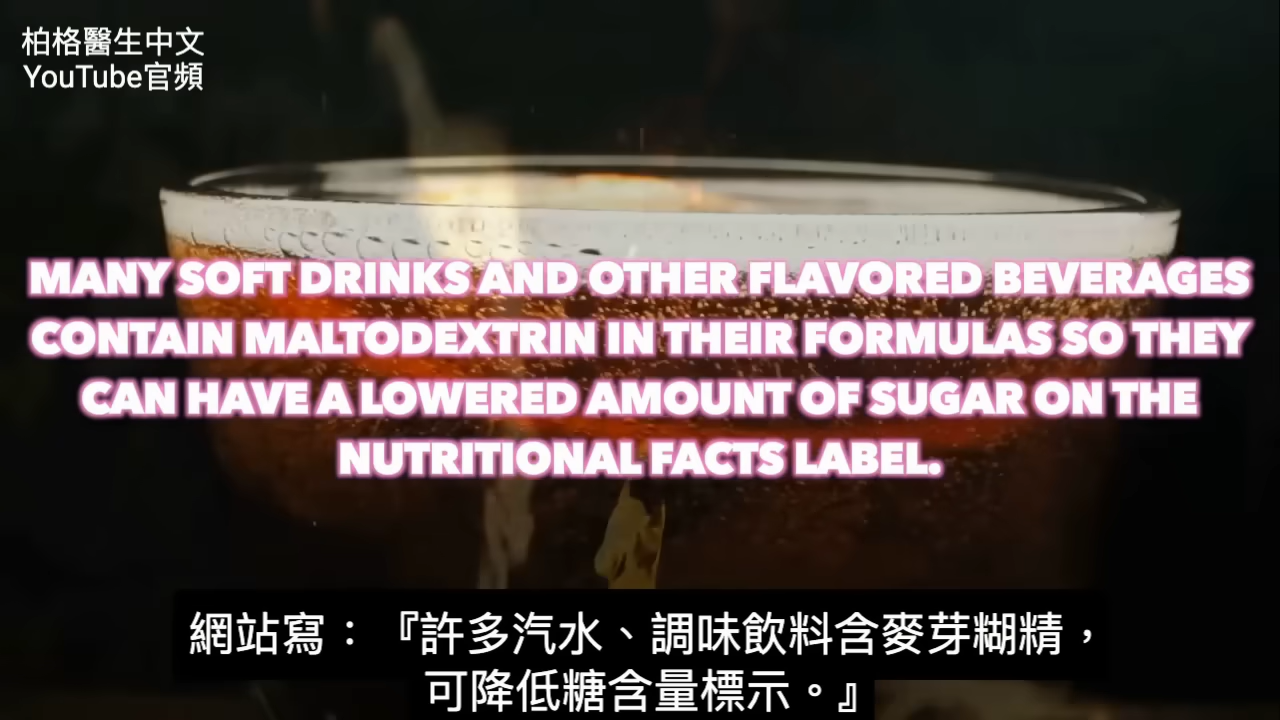 柏格醫生中文
YouTube官頻
MANY SOFT DRINKS AND OTHER FLAVORED BEVERAGES
CONTAIN MALTODEXTRIN IN THEIR FORMULAS SO THEY
CAN HAVE A LOWERED AMOUNT OF SUGAR ON THE
NUTRITIONAL FACTS LABEL.
網站寫：『許多汽水、調味飲料含麥芽糊精，
可降低糖含量標示。』